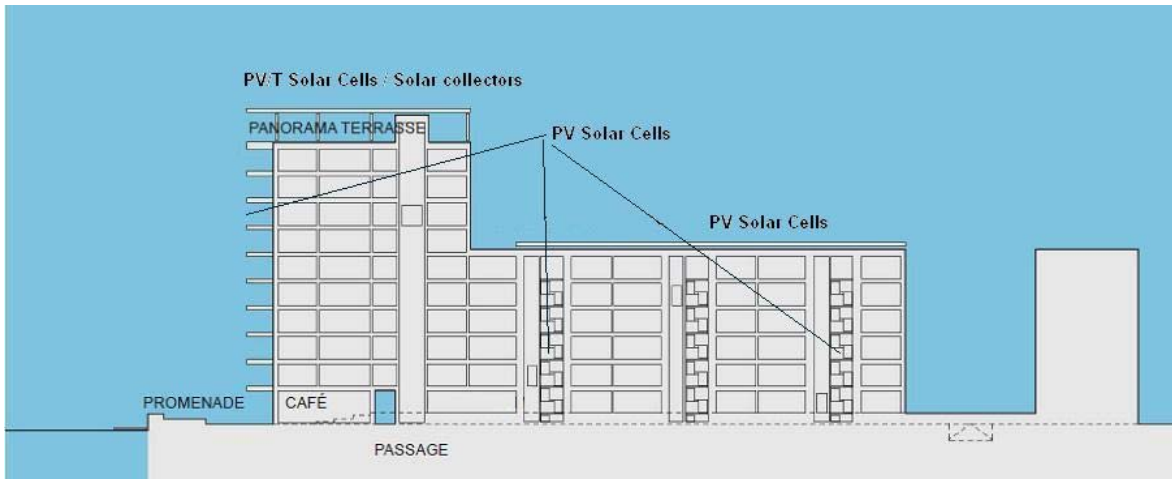 PV/T Solar Cells / Solar collectors
PANORAMA TERRASSE
PV Solar Cells
PV Solar Cells
PROMENADE
CAFÉ
PASSAGE